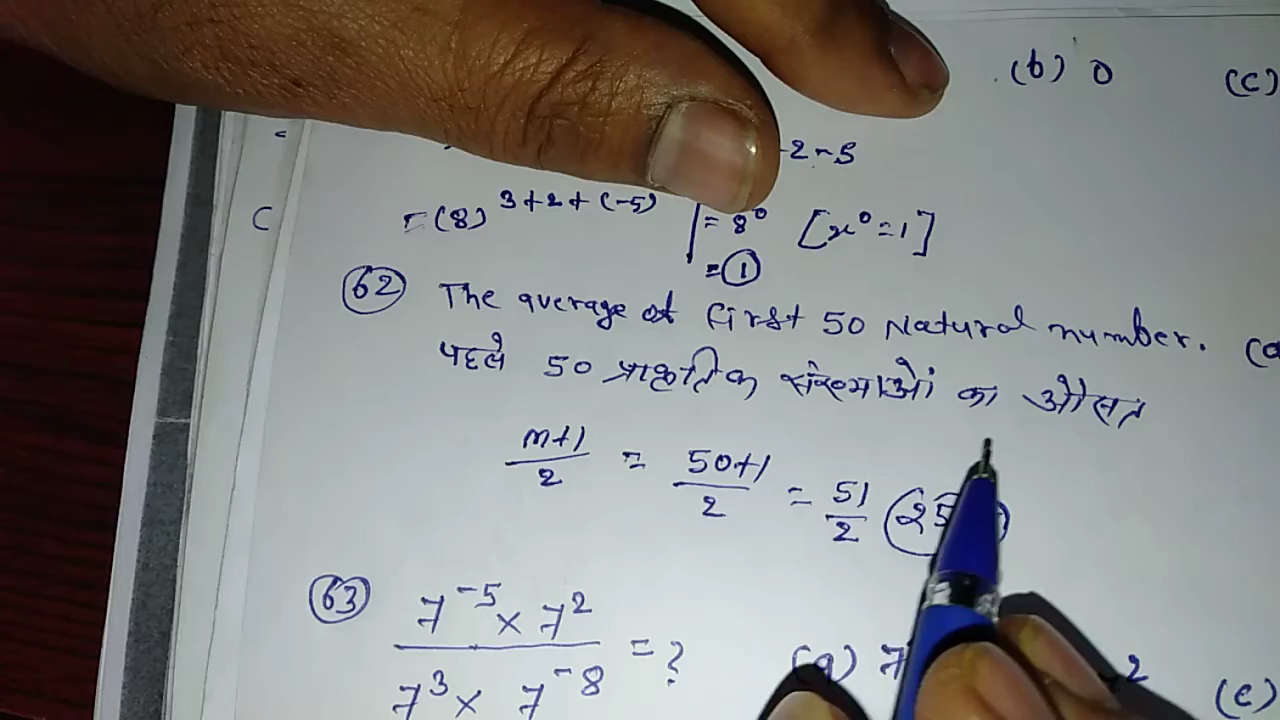 (b) 0 (c)
-2-5
= (8)^3+2+(-5) = 8^0 [x^0=1]
= 1
62 The average of first 50 Natural number.
पहले 50 प्राकृतिक संख्याओं का औसत
n+1/2 = 50+1/2 = 51/2
63 7^-5 × 7^2 / 7^3 × 7^-8 = ? (a) 7 2 (c)